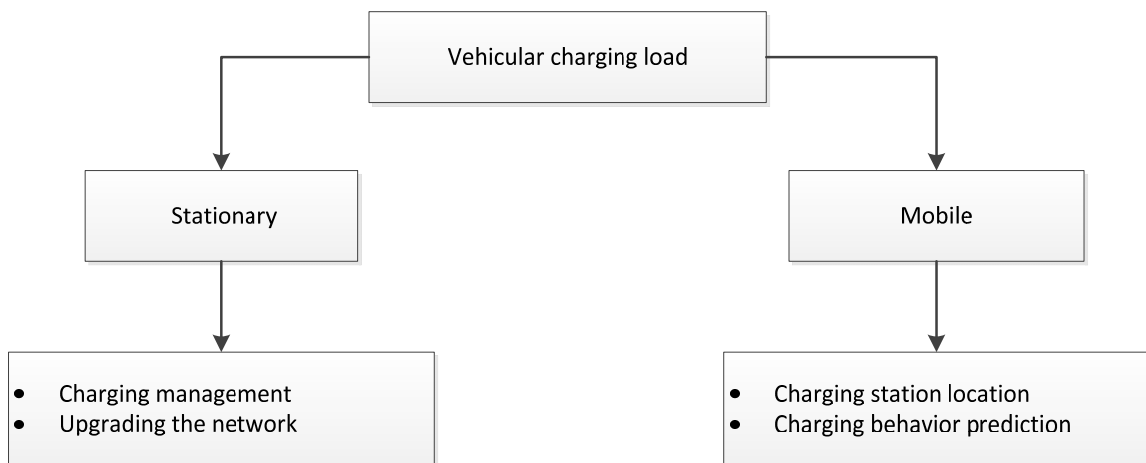 Vehicular charging load
Stationary
Mobile
• Charging management
• Upgrading the network
• Charging station location
• Charging behavior prediction